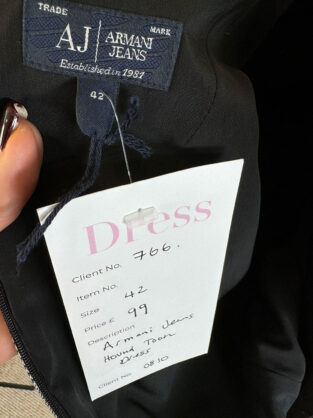 TRADE MARK
AJ ARMANI
JEANS
Established in 1981
42
Dress
Client No. 766.
Item No.
Size 42
Price £ 99
Description
Armani Jeans
Hound Tooth
Dress
Client No. 0810